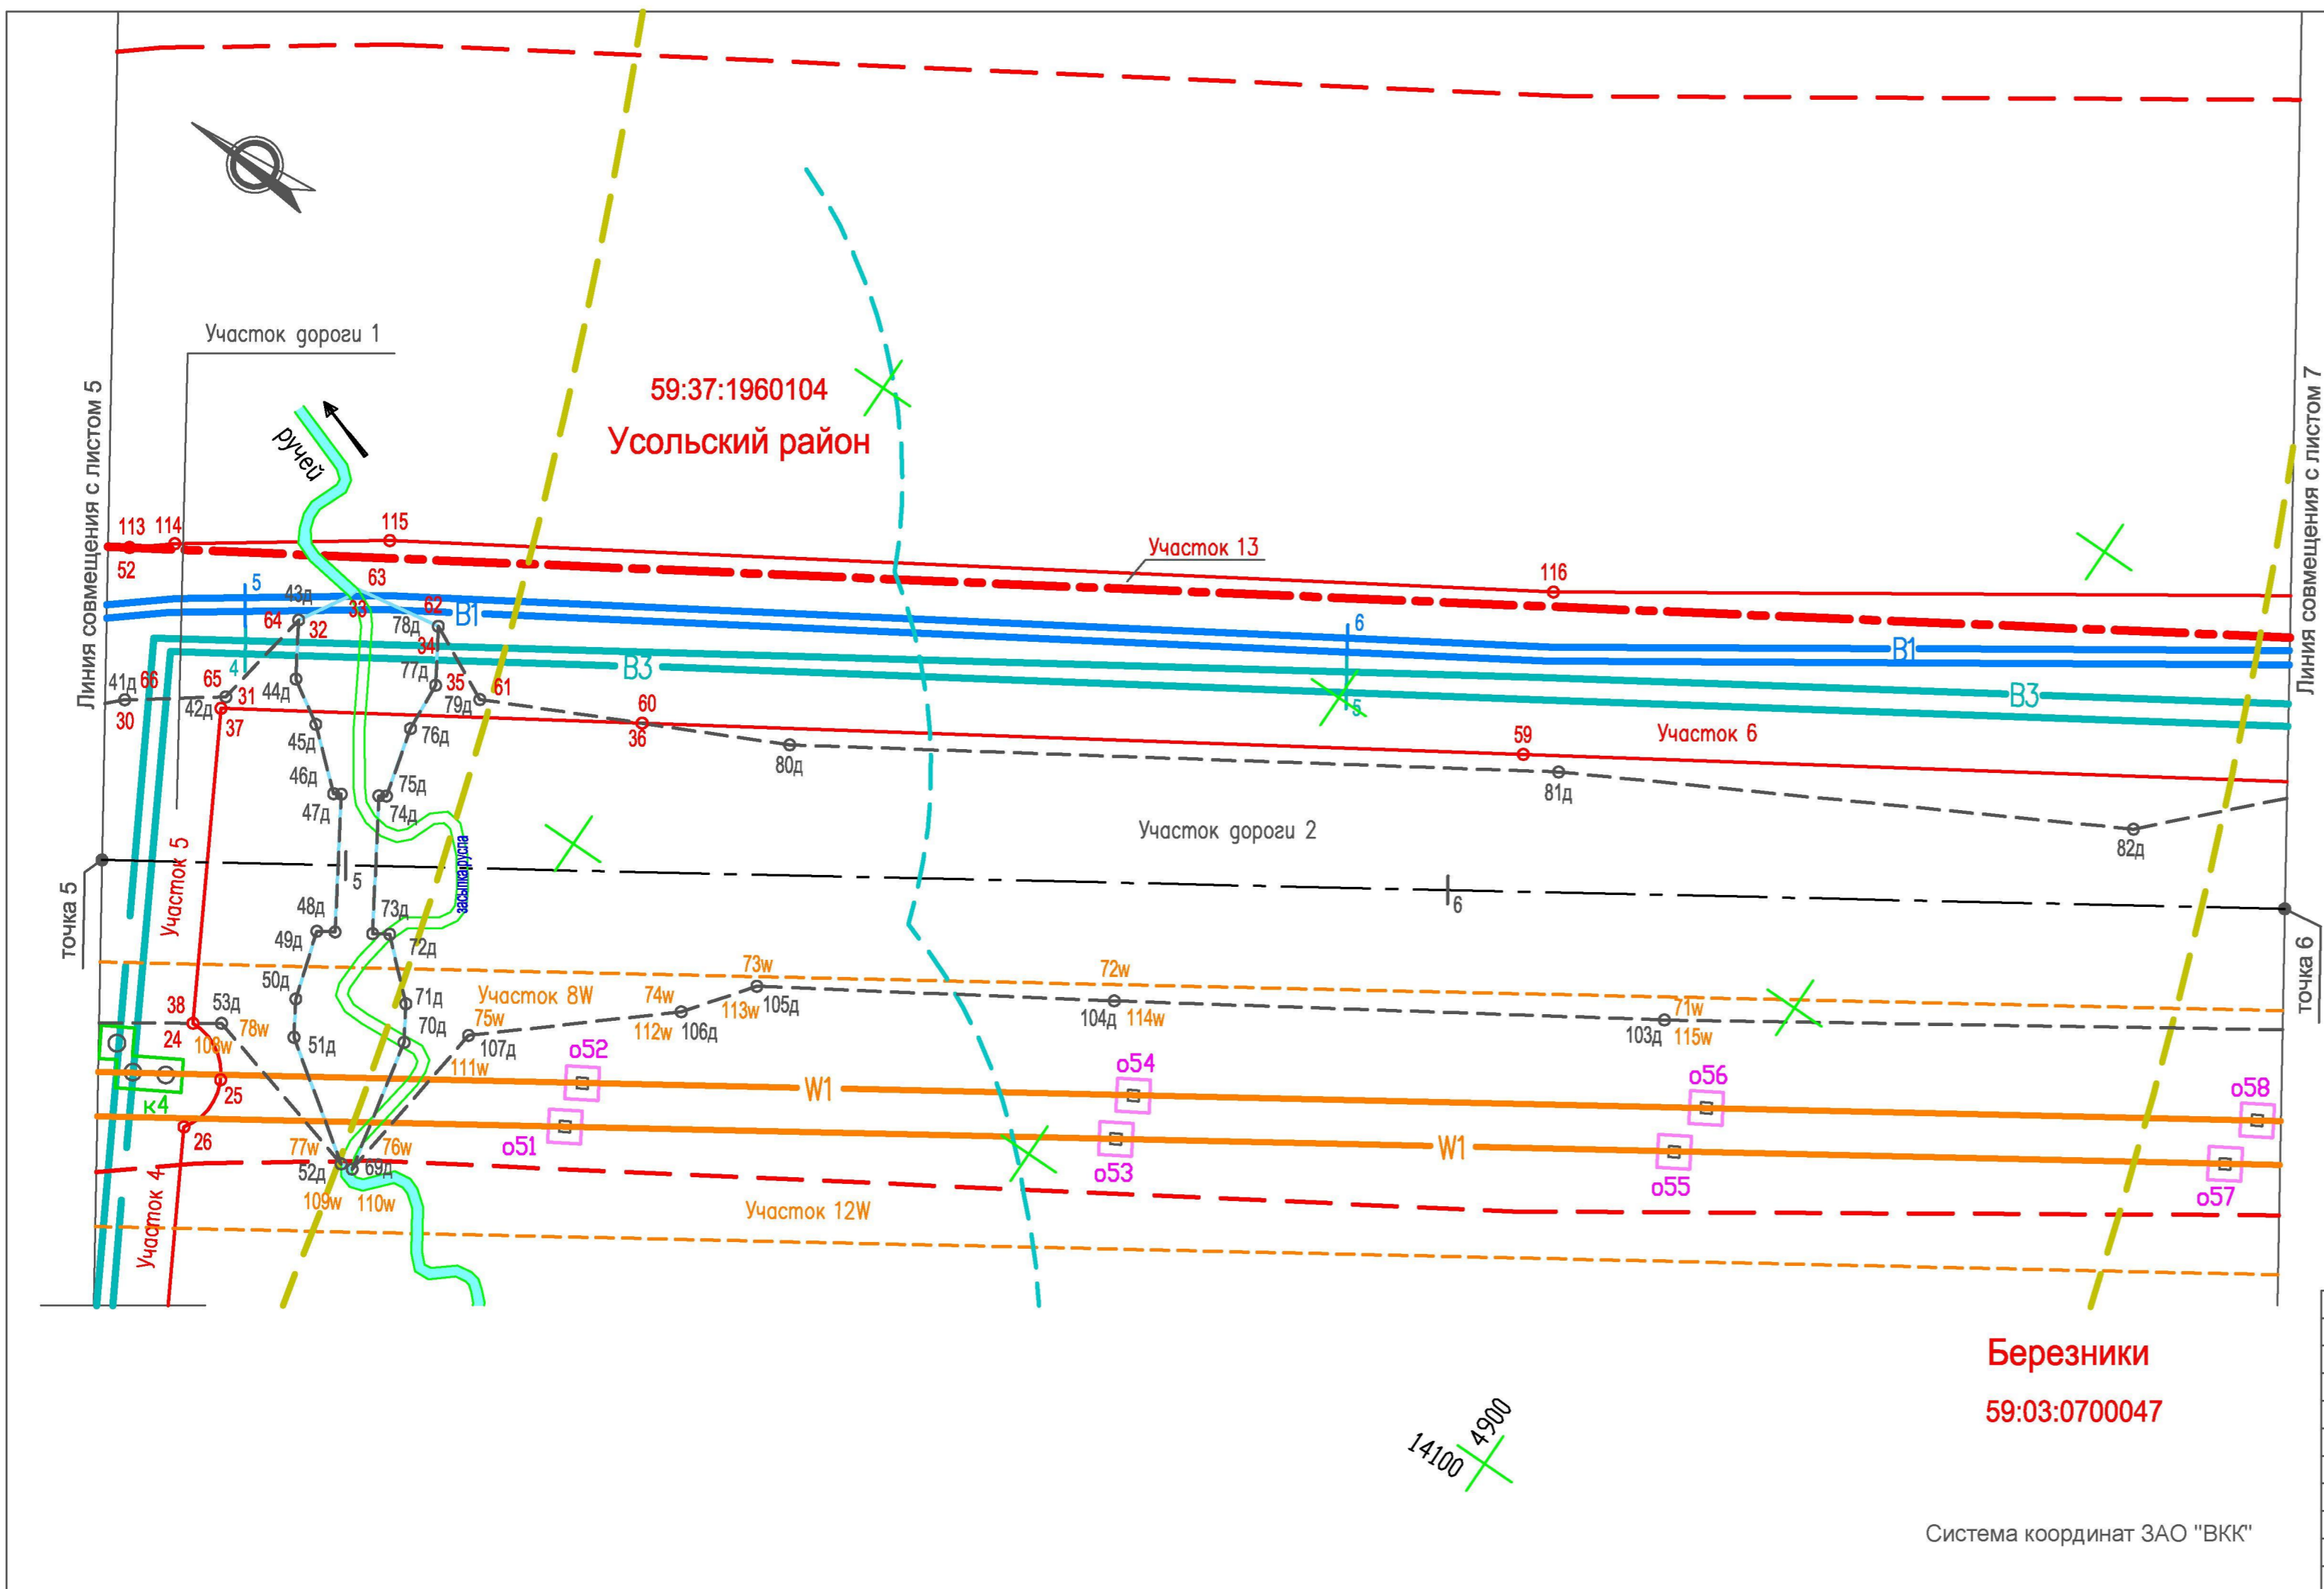 Участок дороги 1
Линия совмещения с листом 5
Линия совмещения с листом 7
59:37:1960104
Усольский район
ручей
113
114
115
52
63
5
43д
33
62
В1
Участок 13
116
6
64
32
78д
34
4
В3
77д
35
61
В1
В3
41д
66
65
31
44д
42д
30
37
79д
60
36
5
59
Участок 6
45д
76д
80д
46д
75д
81д
47д
74д
Участок дороги 2
82д
Участок 5
засыпка русла
точка 5
5
6
точка 6
48д
73д
49д
72д
73w
72w
50д
Участок 8W
74w
113w
105д
71д
38
53д
78w
75w
112w
106д
104д
114w
71w
103д
115w
24
108w
51д
70д
107д
111w
о52
о54
о56
о58
к4
25
W1
26
о51
77w
76w
W1
о53
о55
о57
52д
69д
109w
110w
Участок 4
Участок 12W
Березники
59:03:0700047
14100
4900
Система координат ЗАО "ВКК"